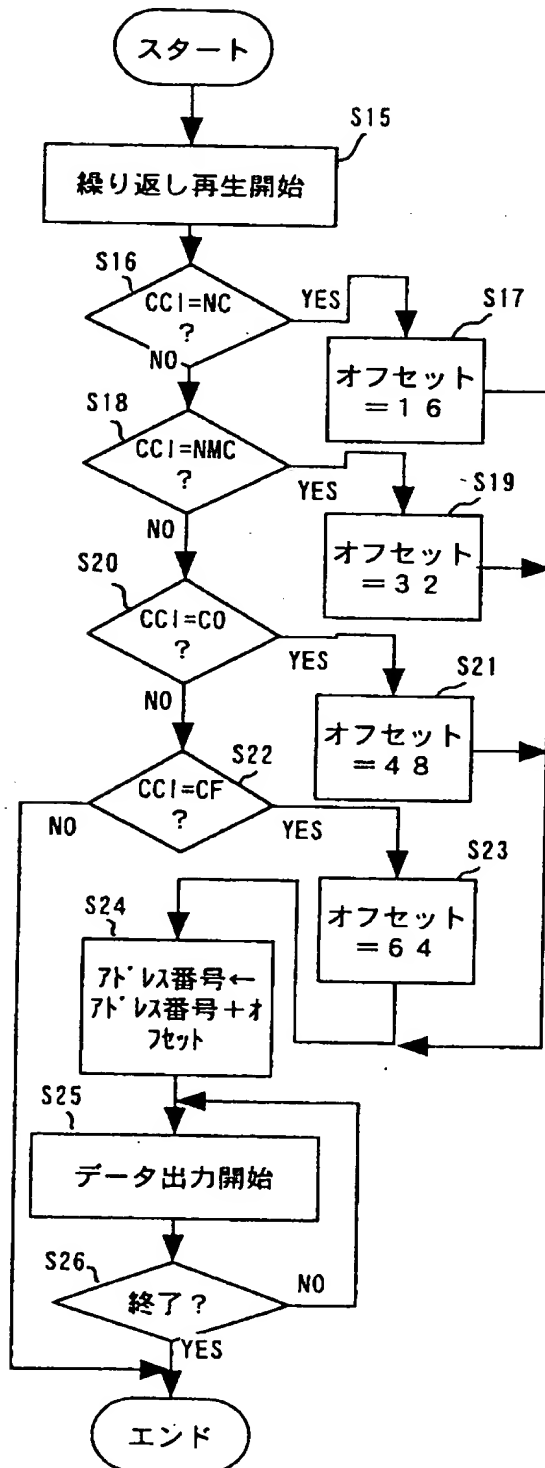 スタート
S15
繰り返し再生開始
S16
CCI=NC
?
YES
NO
S17
オフセット
=16
S18
CCI=NMC
?
YES
NO
S19
オフセット
=32
S20
CCI=CO
?
YES
NO
S21
オフセット
=48
S22
CCI=CF
?
NO
YES
S23
オフセット
=64
S24
アドレス番号←
アドレス番号+オ
フセット
S25
データ出力開始
S26
終了?
NO
YES
エンド